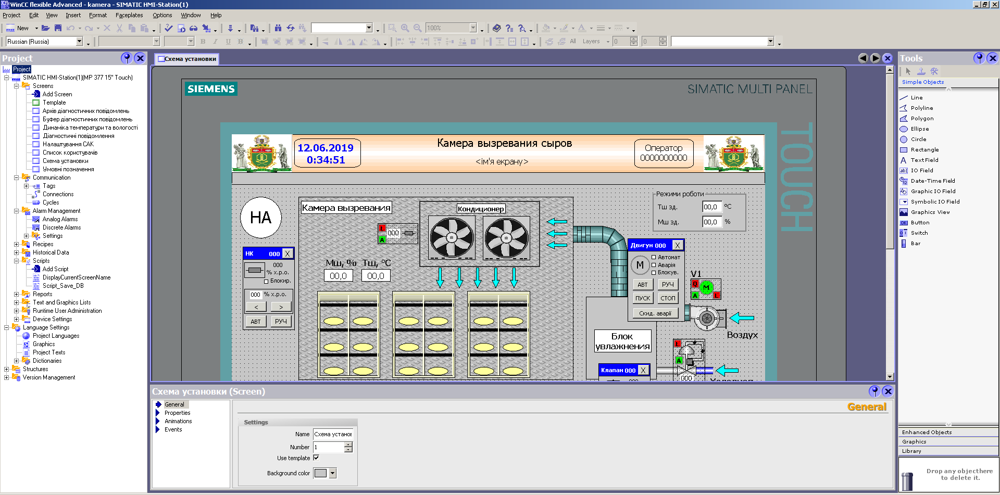 WinCC flexible Advanced - kamera - SIMATIC HMI-Station(1)
Project Edit View Insert Format Faceplates Options Window Help
New
100%
Russian (Russia)
B I U B
All Layers 0 0
Project
Project
SIMATIC HMI-Station(1)(MP 377 15" Touch)
Screens
Add Screen
Template
Архів діагностичних повідомлень
Буфер діагностичних повідомлень
Динаміка температури та вологості
Діагностичні повідомлення
Налаштування САК
Список користувачів
Схема установки
Умовні позначення
Communication
Tags
Connections
Cycles
Alarm Management
Analog Alarms
Discrete Alarms
Settings
Recipes
Historical Data
Scripts
Add Script
DisplayCurrentScreenName
Script_Save_DB
Reports
Text and Graphics Lists
Runtime User Administration
Device Settings
Language Settings
Project Languages
Graphics
Project Texts
Dictionaries
Structures
Version Management
Схема установки
SIEMENS
SIMATIC MULTI PANEL
TOUCH
12.06.2019
0:34:51
Камера вызревания сыров
<ім'я екрану>
Оператор
0000000000
НА
Камера вызревания
Кондиционер
L
000
A
Режими роботи
Тш зд. 00,0 °C
Мш зд. 00,0 %
НК 000 X
000
% х.р.о.
Блокир.
000 % х.р.о.
< >
АВТ РУЧ
Мш, % Тш, °C
00,0 00,0
Двигун 000 X
M
Автомат
Аварія
Блокув.
АВТ РУЧ
ПУСК СТОП
Скид. аварії
V1
Q M
A L
Воздух
Блок
увлажнения
L
A
Клапан 000 X
000
Схема установки (Screen)
General
Properties
Animations
Events
General
Settings
Name Схема установ
Number 1
Use template
Background color
Tools
Simple Objects
Line
Polyline
Polygon
Ellipse
Circle
Rectangle
TextField
IO Field
Date-Time Field
Graphic IO Field
Symbolic IO Field
Graphics View
Button
Switch
Bar
Enhanced Objects
Graphics
Library
Drop any objecthere
to delete it.